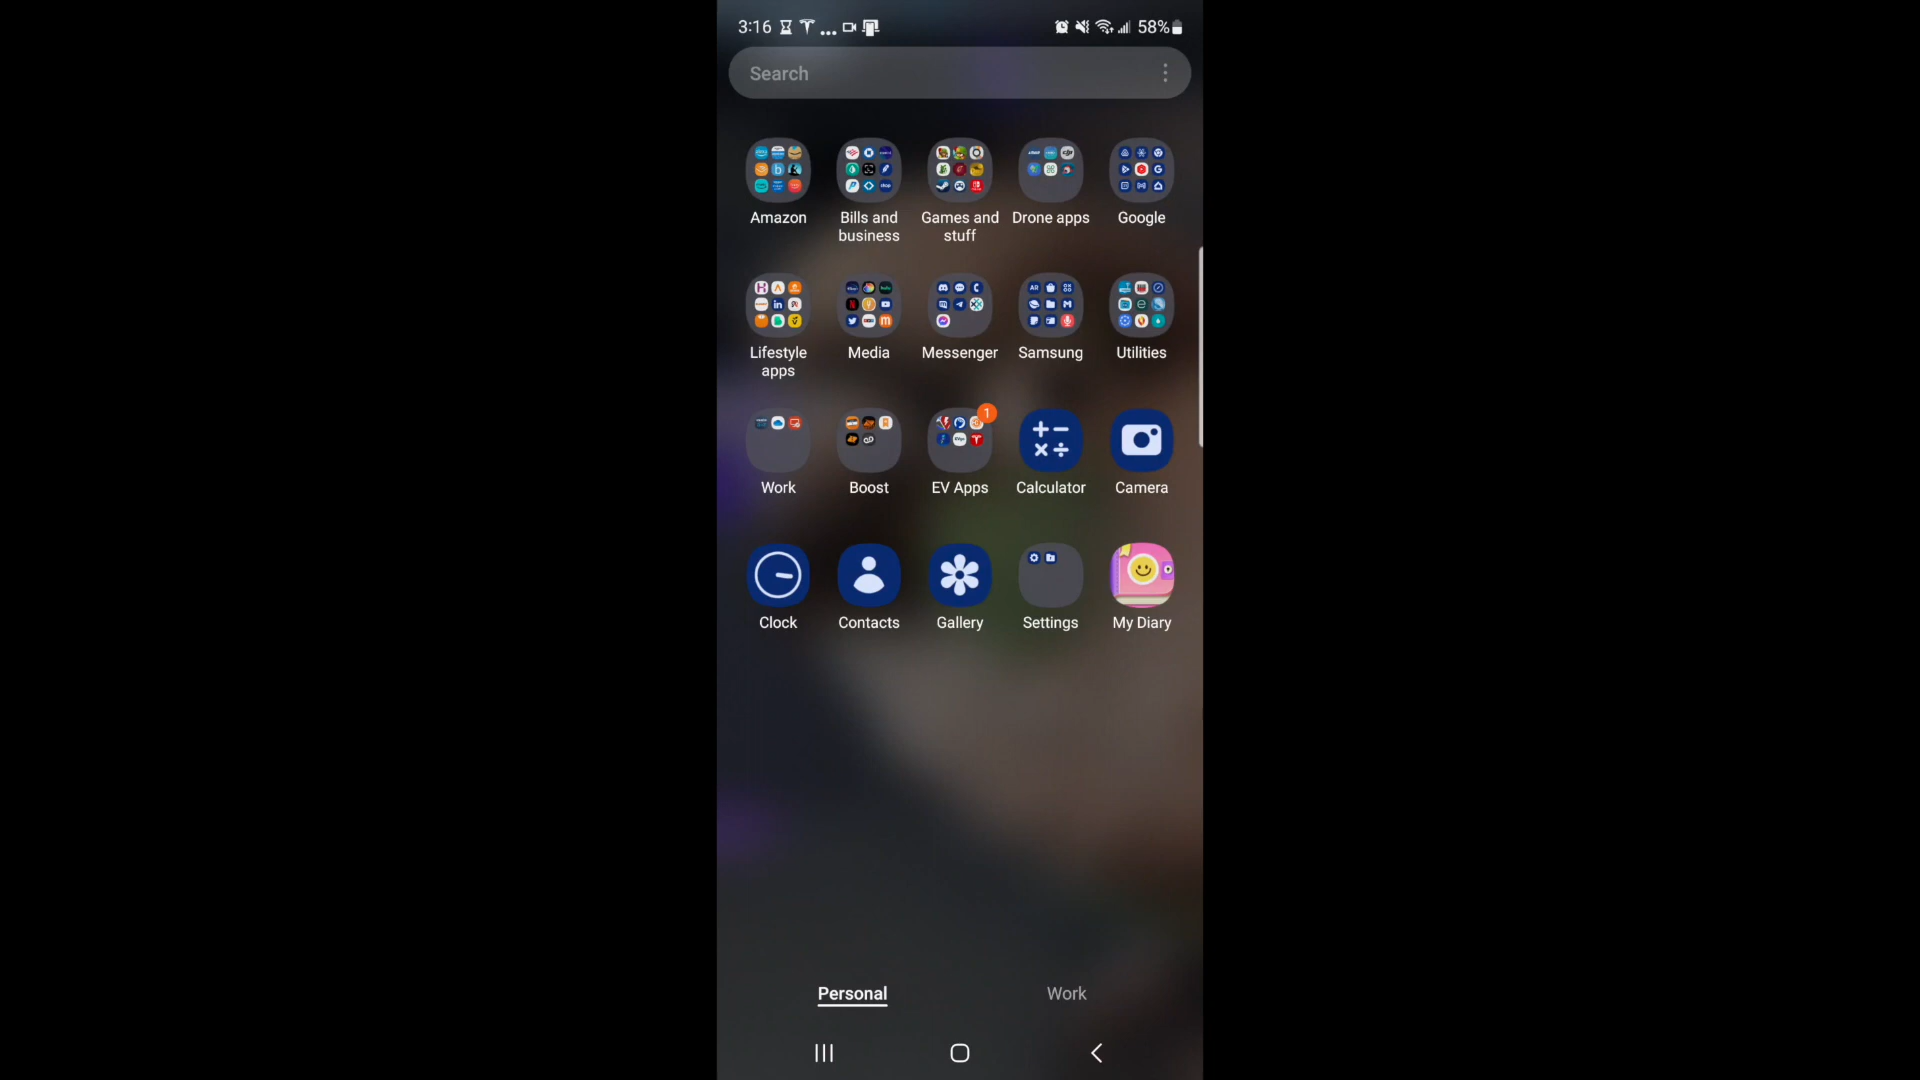 3:16
58%
Search
Amazon
Bills and
business
Games and
stuff
Drone apps
Google
Lifestyle
apps
Media
Messenger
Samsung
Utilities
1
Work
Boost
EV Apps
Calculator
Camera
Clock
Contacts
Gallery
Settings
My Diary
Personal
Work